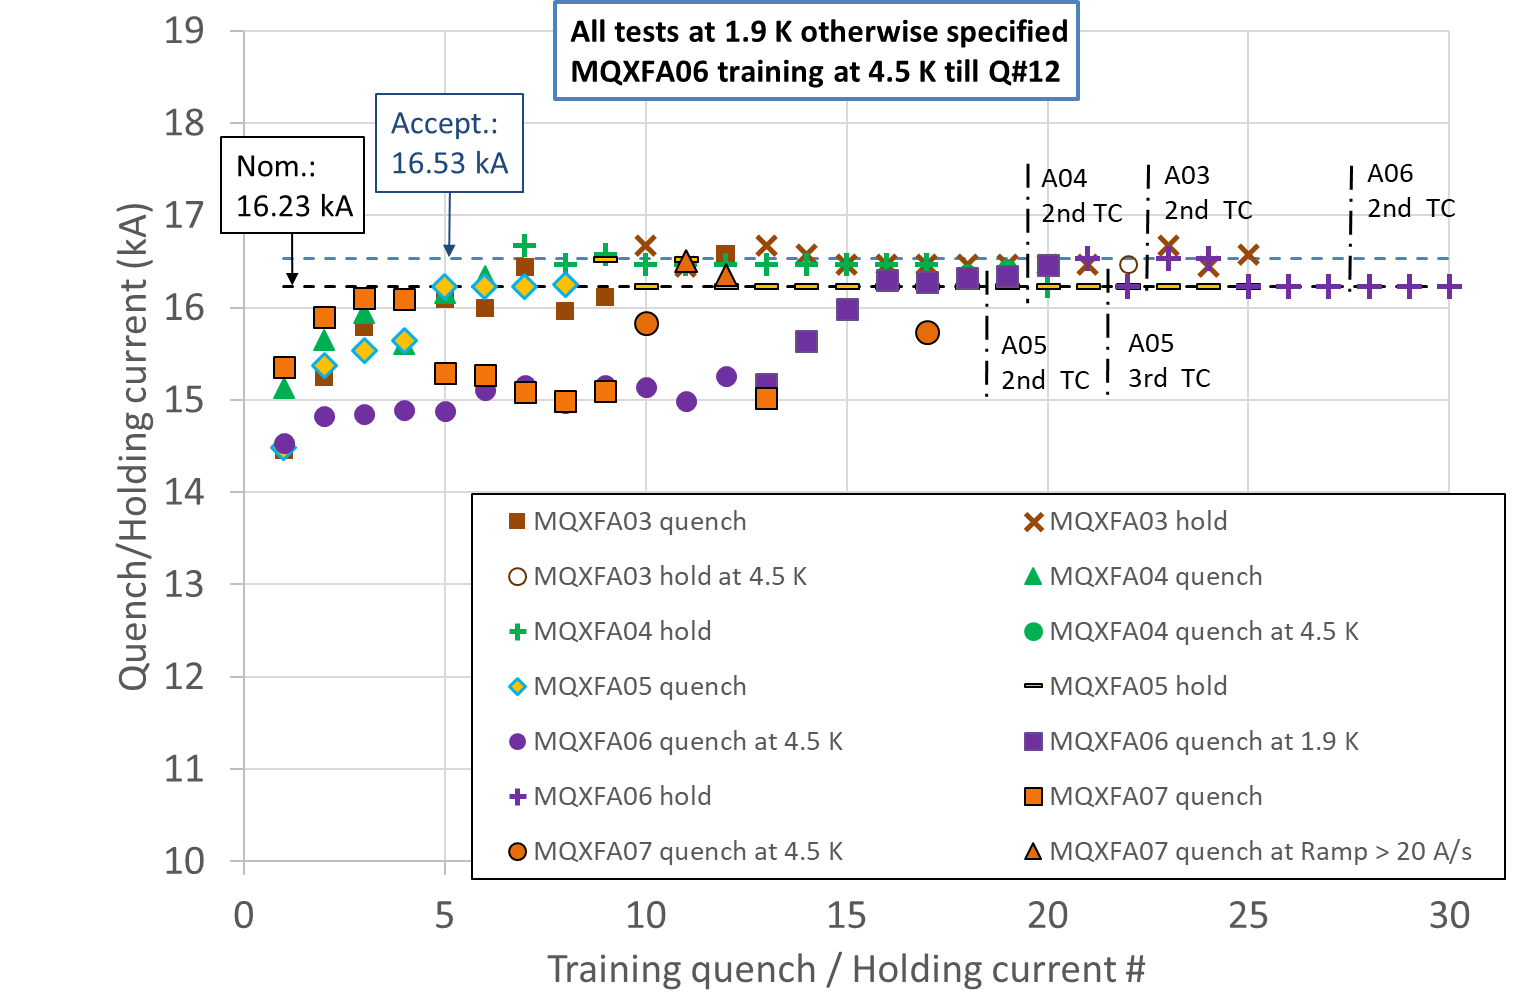 All tests at 1.9 K otherwise specified
MQXFA06 training at 4.5 K till Q#12
Accept.:
16.53 kA
Nom.:
16.23 kA
A04
2nd TC
A03
2nd TC
A06
2nd TC
A05
2nd TC
A05
3rd TC
Quench/Holding current (kA)
19
18
17
16
15
14
13
12
11
10
MQXFA03 quench
MQXFA03 hold
MQXFA03 hold at 4.5 K
MQXFA04 quench
MQXFA04 hold
MQXFA04 quench at 4.5 K
MQXFA05 quench
MQXFA05 hold
MQXFA06 quench at 4.5 K
MQXFA06 quench at 1.9 K
MQXFA06 hold
MQXFA07 quench
MQXFA07 quench at 4.5 K
MQXFA07 quench at Ramp > 20 A/s
0 5 10 15 20 25 30
Training quench / Holding current #